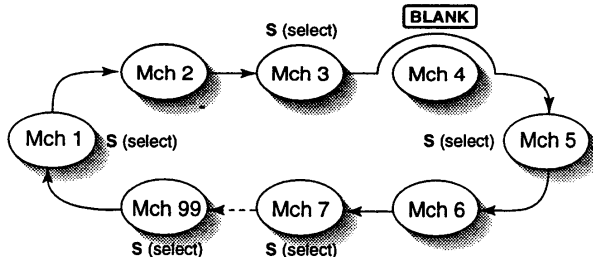 BLANK
S (select)
Mch 2
Mch 3
Mch 4
Mch 1
S (select)
S (select)
Mch 5
Mch 99
Mch 7
Mch 6
S (select)
S (select)